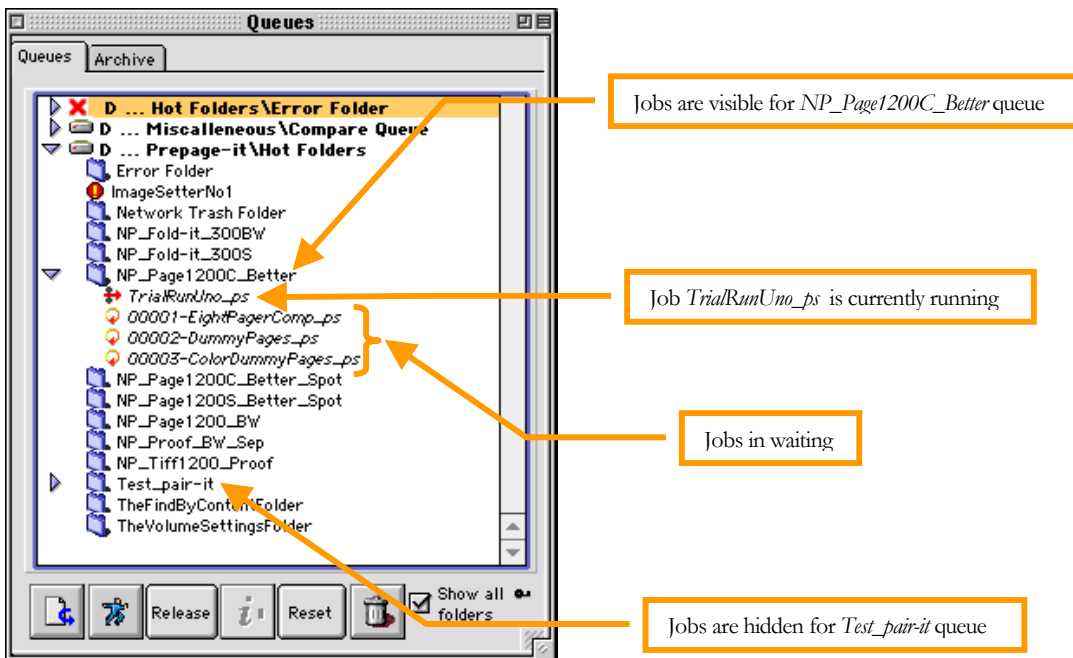 Queues
Queues Archive
D ... Hot Folders\Error Folder
D ... Miscalleneous\Compare Queue
D ... Prepage-it\Hot Folders
Error Folder
ImageSetterNo1
Network Trash Folder
NP_Fold-it_300BW
NP_Fold-it_300S
NP_Page1200C_Better
TrialRunUno_ps
00001-EightPagerComp_ps
00002-DummyPages_ps
00003-ColorDummyPages_ps
NP_Page1200C_Better_Spot
NP_Page1200S_Better_Spot
NP_Page1200_BW
NP_Proof_BW_Sep
NP_Tiff1200_Proof
Test_pair-it
TheFindByContentFolder
TheVolumeSettingsFolder
Release
Reset
Show all
folders
Jobs are visible for NP_Page1200C_Better queue
Job TrialRunUno_ps is currently running
Jobs in waiting
Jobs are hidden for Test_pair-it queue